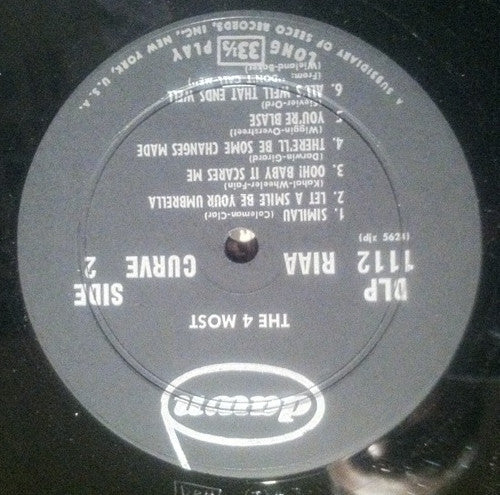 dawn
THE 4 MOST
DLP RIAA SIDE
1112 CURVE 2
(djx 5621)
1. SIMILAU (Coleman-Clar)
2. LET A SMILE BE YOUR UMBRELLA
(Kahal-Wheeler-Fain)
3. OOH! BABY IT SCARES ME
(Darwin-Girard)
4. THERE'LL BE SOME CHANGES MADE
(Wiggin-Overstreet)
5. YOU'RE BLASE
(Sievier-Ord)
6. ALL'S WELL THAT ENDS WELL
(From: "DON'T CALL ME")
(Wieland-Baker)
LONG 33⅓ PLAY
A SUBSIDIARY OF SEECO RECORDS, INC., NEW YORK, U.S.A.